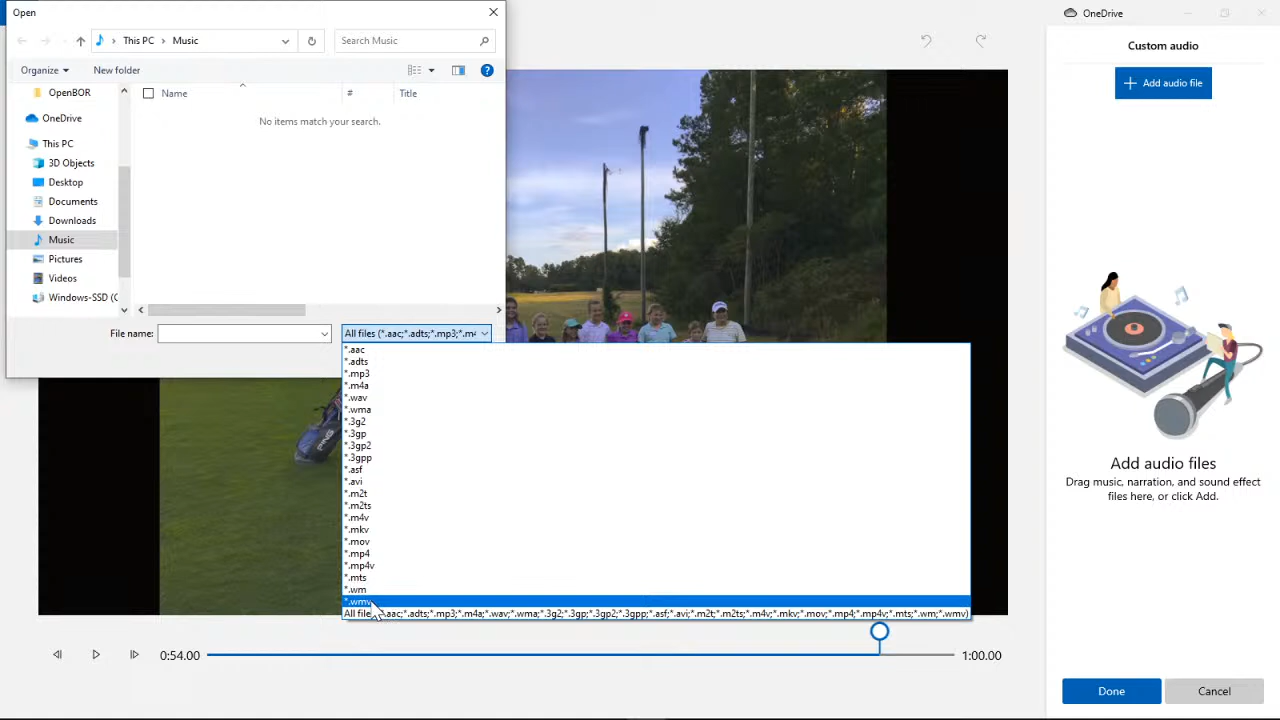 Open
OneDrive
This PC
Music
Search Music
Custom audio
Organize
New folder
Add audio file
OpenBOR
Name
#
Title
OneDrive
No items match your search.
This PC
3D Objects
Desktop
Documents
Downloads
Music
Pictures
Videos
Windows-SSD (C
File name:
All files (*.aac;*.adts;*.mp3;*.m4
*.aac
*.adts
*.mp3
*.m4a
*.wav
*.wma
*.3g2
*.3gp
*.3gp2
*.3gpp
*.asf
*.avi
*.m2t
*.m2ts
*.m4v
*.mkv
*.mov
*.mp4
*.mp4v
*.mts
*.wm
*.wmv
All file .aac;*.adts;*.mp3;*.m4a;*.wav;*.wma;*.3g2;*.3gp;*.3gp2;*.3gpp;*.asf;*.avi;*.m2t;*.m2ts;*.m4v;*.mkv;*.mov;*.mp4;*.mp4v;*.mts;*.wm;*.wmv)
PING
Add audio files
Drag music, narration, and sound effect
files here, or click Add.
0:54.00
1:00.00
Done
Cancel